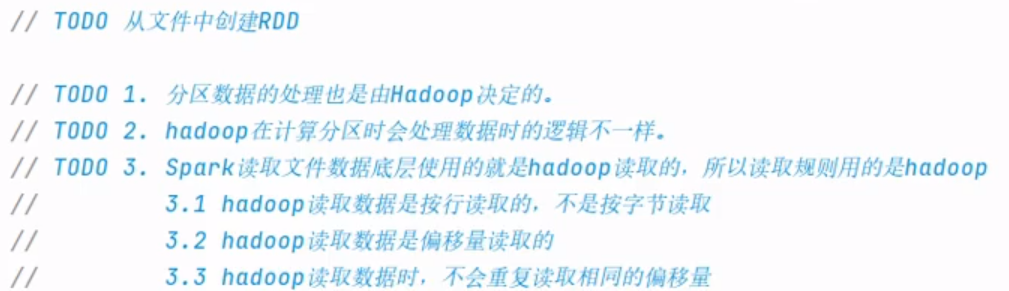 // TODO 从文件中创建RDD
// TODO 1. 分区数据的处理也是由Hadoop决定的。
// TODO 2. hadoop在计算分区时会处理数据时的逻辑不一样。
// TODO 3. Spark读取文件数据底层使用的就是hadoop读取的，所以读取规则用的是hadoop
// 3.1 hadoop读取数据是按行读取的，不是按字节读取
// 3.2 hadoop读取数据是偏移量读取的
// 3.3 hadoop读取数据时，不会重复读取相同的偏移量